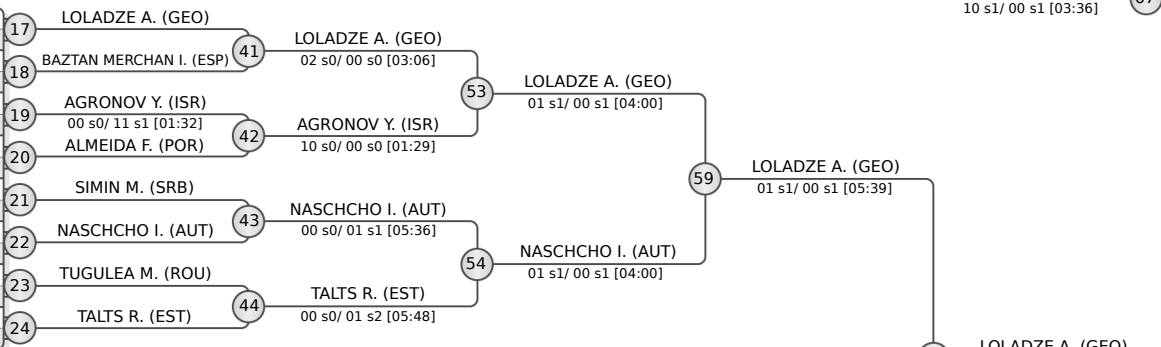 10 s1/ 00 s1 [03:36]
17
LOLADZE A. (GEO)
18
BAZTAN MERCHAN I. (ESP)
41
LOLADZE A. (GEO)
02 s0/ 00 s0 [03:06]
19
AGRONOV Y. (ISR)
00 s0/ 11 s1 [01:32]
20
ALMEIDA F. (POR)
42
AGRONOV Y. (ISR)
10 s0/ 00 s0 [01:29]
53
LOLADZE A. (GEO)
01 s1/ 00 s1 [04:00]
21
SIMIN M. (SRB)
22
NASCHCHO I. (AUT)
43
NASCHCHO I. (AUT)
00 s0/ 01 s1 [05:36]
23
TUGULEA M. (ROU)
24
TALTS R. (EST)
44
TALTS R. (EST)
00 s0/ 01 s2 [05:48]
54
NASCHCHO I. (AUT)
01 s1/ 00 s1 [04:00]
59
LOLADZE A. (GEO)
01 s1/ 00 s1 [05:39]
LOLADZE A. (GEO)